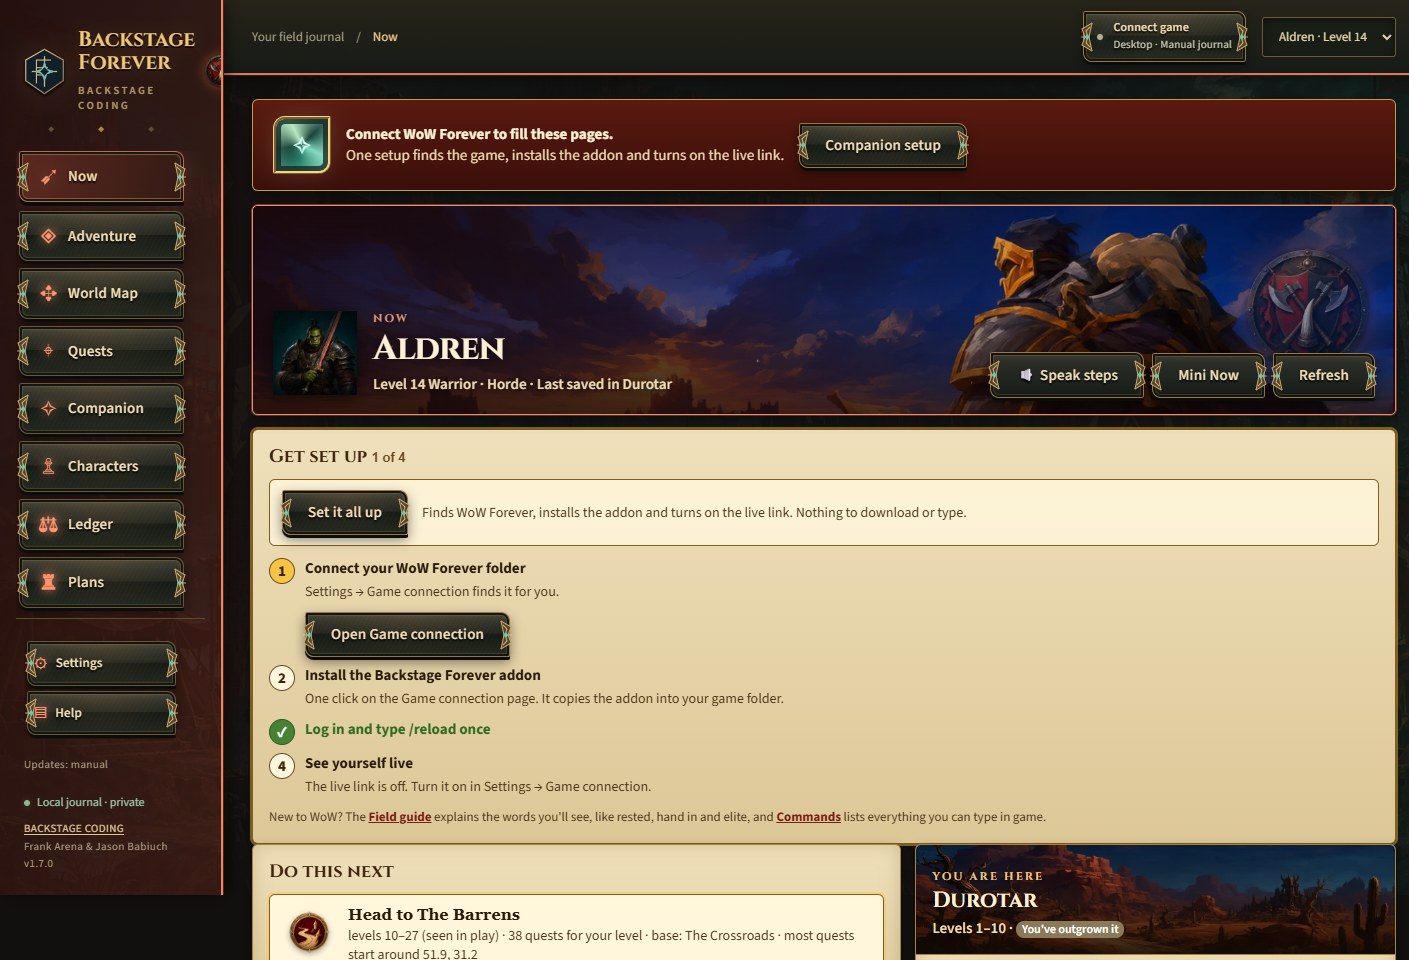 Backstage
Forever
BACKSTAGE
CODING
Now
Adventure
World Map
Quests
Companion
Characters
Ledger
Plans
Settings
Help
Updates: manual
Local journal · private
BACKSTAGE CODING
Frank Arena & Jason Babiuch
v1.7.0
Your field journal / Now
Connect game
Desktop · Manual journal
Aldren · Level 14
Connect WoW Forever to fill these pages.
One setup finds the game, installs the addon and turns on the live link.
Companion setup
NOW
Aldren
Level 14 Warrior · Horde · Last saved in Durotar
Speak steps
Mini Now
Refresh
Get set up 1 of 4
Set it all up
Finds WoW Forever, installs the addon and turns on the live link. Nothing to download or type.
1 Connect your WoW Forever folder
Settings → Game connection finds it for you.
Open Game connection
2 Install the Backstage Forever addon
One click on the Game connection page. It copies the addon into your game folder.
✓ Log in and type /reload once
4 See yourself live
The live link is off. Turn it on in Settings → Game connection.
New to WoW? The Field guide explains the words you'll see, like rested, hand in and elite, and Commands lists everything you can type in game.
Do this next
Head to The Barrens
levels 10–27 (seen in play) · 38 quests for your level · base: The Crossroads · most quests
start around 51.9, 31.2
YOU ARE HERE
Durotar
Levels 1–10 · You've outgrown it